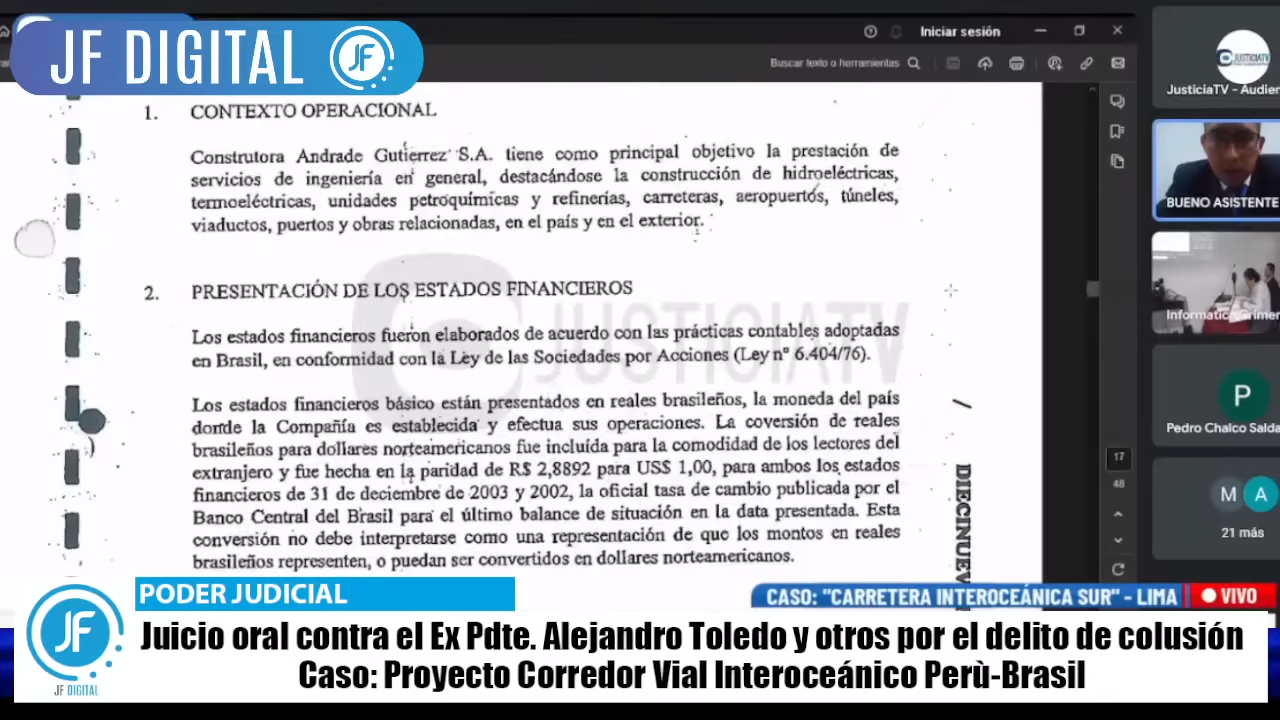 JF DIGITAL
JF
Iniciar sesión
Buscar texto o herramientas
1. CONTEXTO OPERACIONAL
Construtora Andrade Gutierrez S.A. tiene como principal objetivo la prestación de
servicios de ingeniería en general, destacándose la construcción de hidroeléctricas,
termoeléctricas, unidades petroquímicas y refinerías, carreteras, aeropuertos, túneles,
viaductos, puertos y obras relacionadas, en el país y en el exterior.
2. PRESENTACIÓN DE LOS ESTADOS FINANCIEROS
Los estados financieros fueron elaborados de acuerdo con las prácticas contables adoptadas
en Brasil, en conformidad con la Ley de las Sociedades por Acciones (Ley nº 6.404/76).
Los estados financieros básico están presentados en reales brasileños, la moneda del país
donde la Compañía es establecida y efectua sus operaciones. La coversión de reales
brasileños para dollares norteamericanos fue incluída para la comodidad de los lectores del
extranjero y fue hecha en la paridad de R$ 2,8892 para US$ 1,00, para ambos los estados
financieros de 31 de deciembre de 2003 y 2002, la oficial tasa de cambio publicada por el
Banco Central del Brasil para el último balance de situación en la data presentada. Esta
conversión no debe interpretarse como una representación de que los montos en reales
brasileños representen, o puedan ser convertidos en dollares norteamericanos.
JUSTICIATV
DIECINUEV
17
48
JUSTICIATV
JusticiaTV - Audien
BUENO ASISTENTE
Informatica Crimer
P
Pedro Chalco Salda
M A
21 más
PODER JUDICIAL
CASO: "CARRETERA INTEROCEÁNICA SUR" - LIMA
VIVO
JF
JF DIGITAL
Juicio oral contra el Ex Pdte. Alejandro Toledo y otros por el delito de colusión
Caso: Proyecto Corredor Vial Interoceánico Perù-Brasil